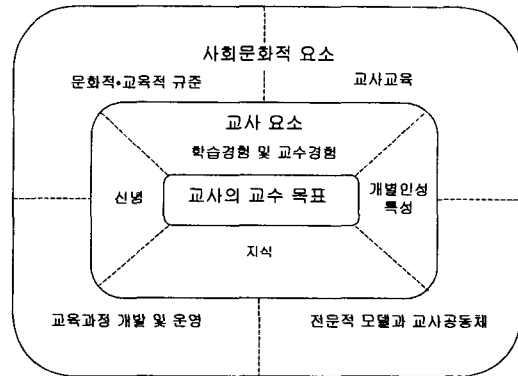 사회문화적 요소
문화적•교육적 규준
교사교육
교사 요소
학습경험 및 교수경험
신념
교사의 교수 목표
개별인성
특성
지식
교육과정 개발 및 운영
전문적 모델과 교사공동체